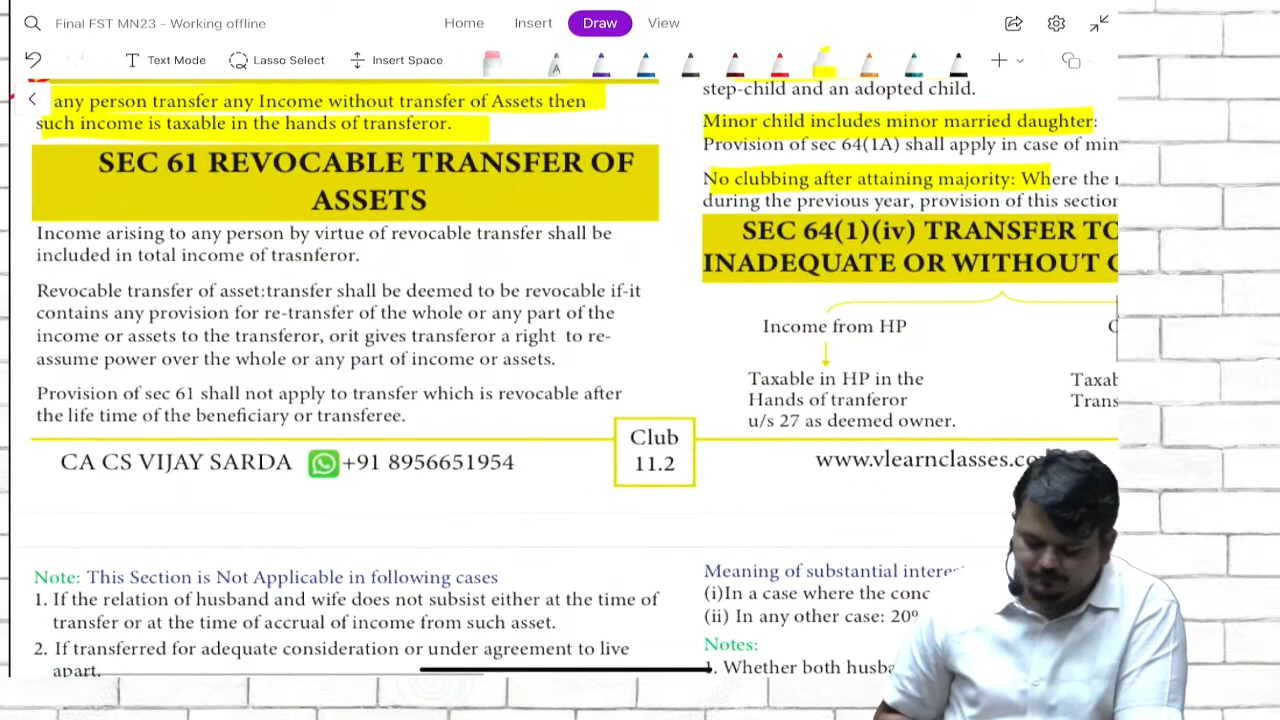 Final FST MN23 - Working offline
Home
Insert
Draw
View
Text Mode
Lasso Select
Insert Space
any person transfer any Income without transfer of Assets then
such income is taxable in the hands of transferor.
SEC 61 REVOCABLE TRANSFER OF
ASSETS
Income arising to any person by virtue of revocable transfer shall be
included in total income of trasnferor.
Revocable transfer of asset:transfer shall be deemed to be revocable if-it
contains any provision for re-transfer of the whole or any part of the
income or assets to the transferor, orit gives transferor a right to re-
assume power over the whole or any part of income or assets.
Provision of sec 61 shall not apply to transfer which is revocable after
the life time of the beneficiary or transferee.
step-child and an adopted child.
Minor child includes minor married daughter:
Provision of sec 64(1A) shall apply in case of min
No clubbing after attaining majority: Where the
during the previous year, provision of this section
SEC 64(1)(iv) TRANSFER TO
INADEQUATE OR WITHOUT
Income from HP
Taxable in HP in the
Hands of tranferor
u/s 27 as deemed owner.
Taxab
Trans
CA CS VIJAY SARDA +91 8956651954
Club
11.2
www.vlearnclasses.co
Note: This Section is Not Applicable in following cases
1. If the relation of husband and wife does not subsist either at the time of
transfer or at the time of accrual of income from such asset.
2. If transferred for adequate consideration or under agreement to live
apart.
Meaning of substantial interes
(i)In a case where the conc
(ii) In any other case: 20%
Notes:
1. Whether both husba